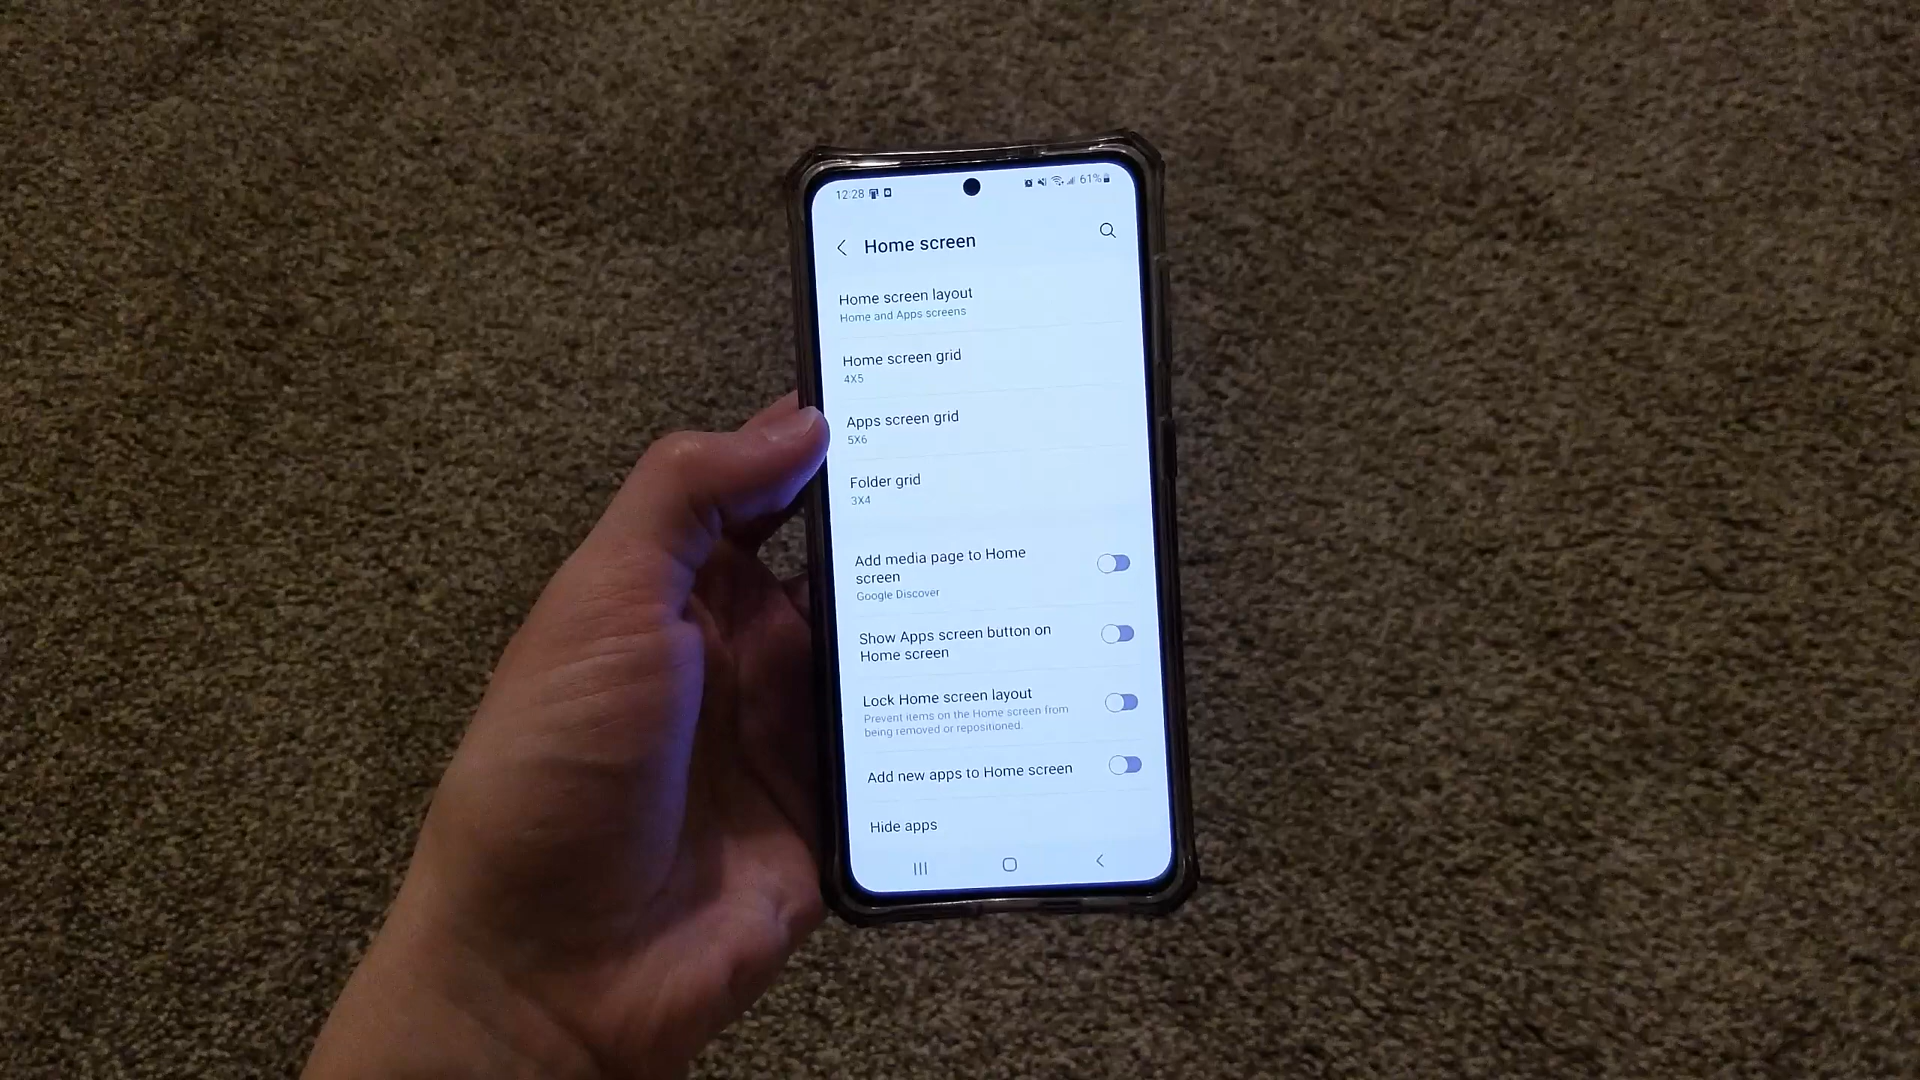 12:28 61%
Home screen
Home screen layout
Home and Apps screens
Home screen grid
4X5
Apps screen grid
5X6
Folder grid
3X4
Add media page to Home
screen
Google Discover
Show Apps screen button on
Home screen
Lock Home screen layout
Prevent items on the Home screen from
being removed or repositioned.
Add new apps to Home screen
Hide apps